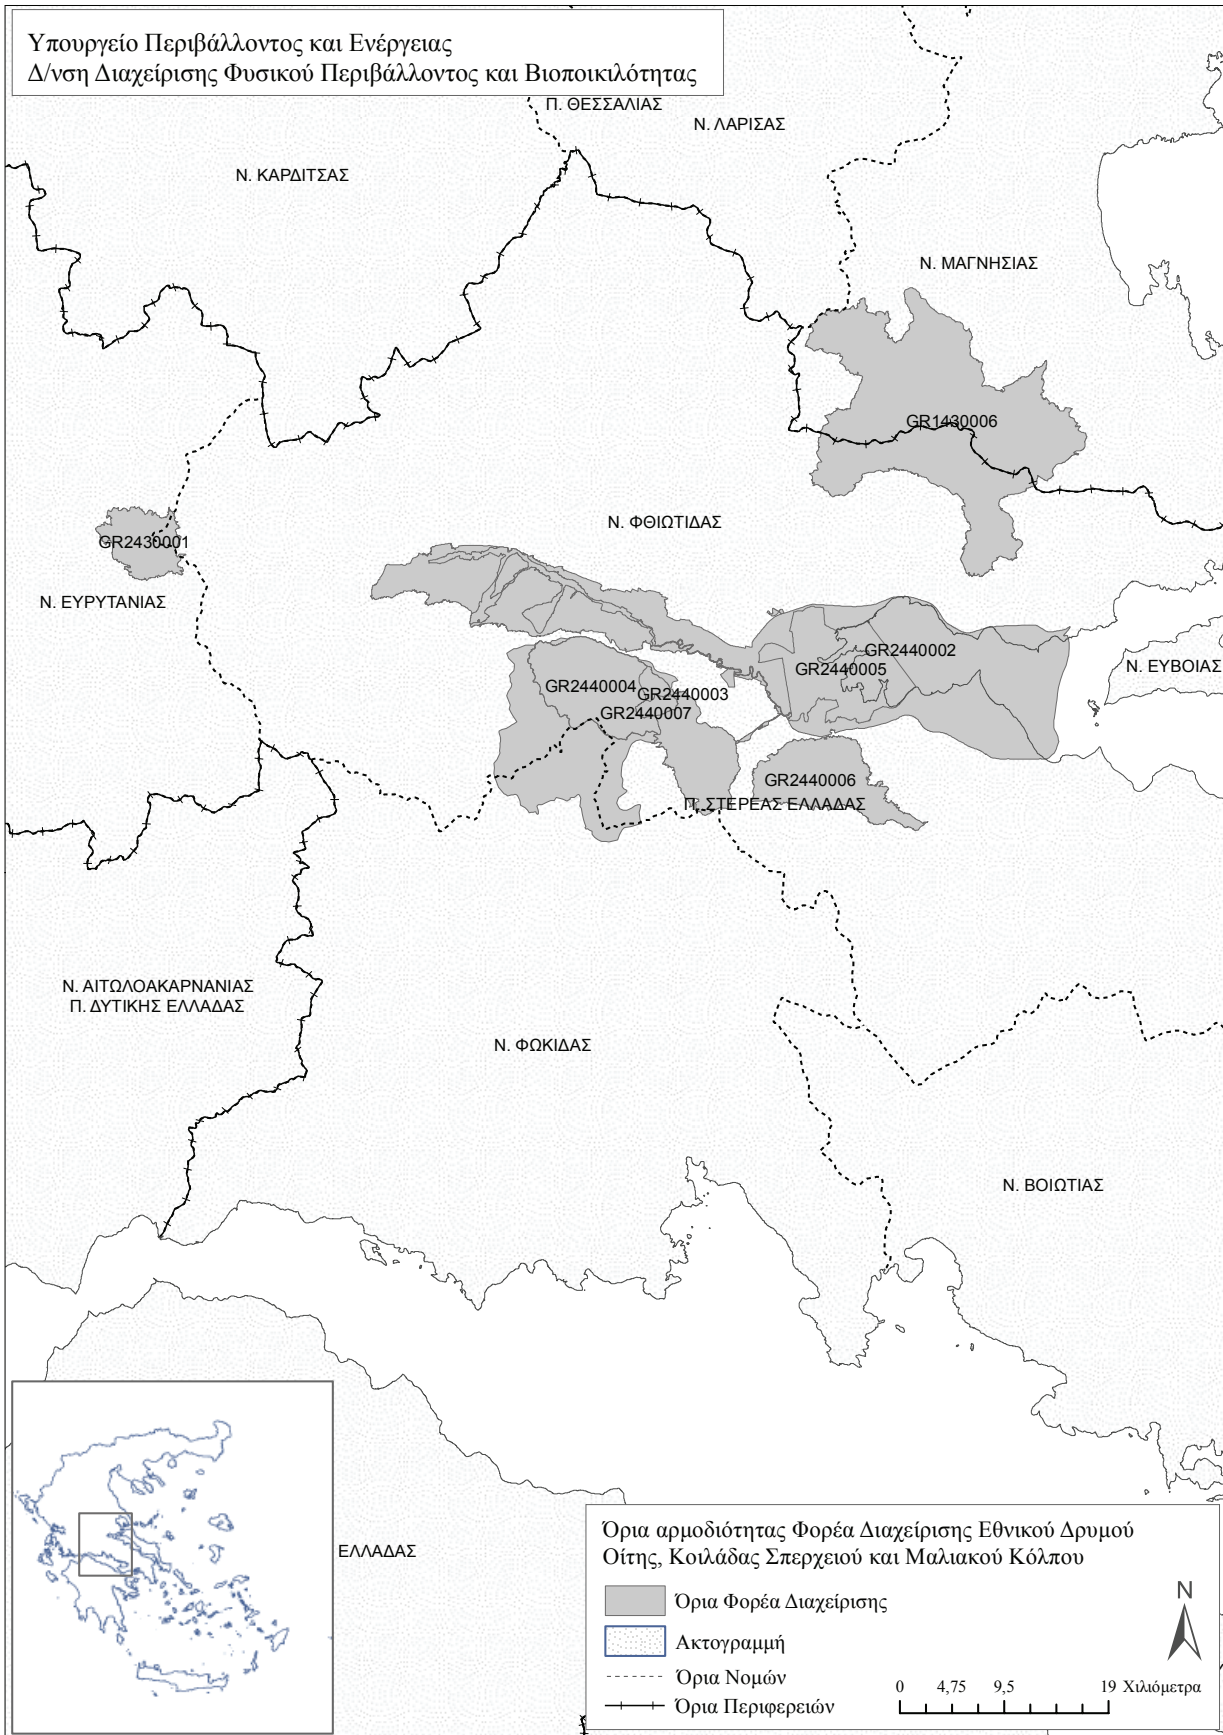 Υπουργείο Περιβάλλοντος και Ενέργειας
Δ/νση Διαχείρισης Φυσικού Περιβάλλοντος και Βιοποικιλότητας
Π. ΘΕΣΣΑΛΙΑΣ
Ν. ΛΑΡΙΣΑΣ
Ν. ΚΑΡΔΙΤΣΑΣ
Ν. ΜΑΓΝΗΣΙΑΣ
GR1430006
Ν. ΦΘΙΩΤΙΔΑΣ
GR2430001
Ν. ΕΥΡΥΤΑΝΙΑΣ
GR2440002
Ν. ΕΥΒΟΙΑΣ
GR2440005
GR2440004
GR2440003
GR2440007
GR2440006
Π. ΣΤΕΡΕΑΣ ΕΛΛΑΔΑΣ
Ν. ΑΙΤΩΛΟΑΚΑΡΝΑΝΙΑΣ
Π. ΔΥΤΙΚΗΣ ΕΛΛΑΔΑΣ
Ν. ΦΩΚΙΔΑΣ
Ν. ΒΟΙΩΤΙΑΣ
ΕΛΛΑΔΑΣ
Όρια αρμοδιότητας Φορέα Διαχείρισης Εθνικού Δρυμού
Οίτης, Κοιλάδας Σπερχειού και Μαλιακού Κόλπου
Όρια Φορέα Διαχείρισης
Ακτογραμμή
Όρια Νομών
Όρια Περιφερειών
N
0 4,75 9,5 19 Χιλιόμετρα